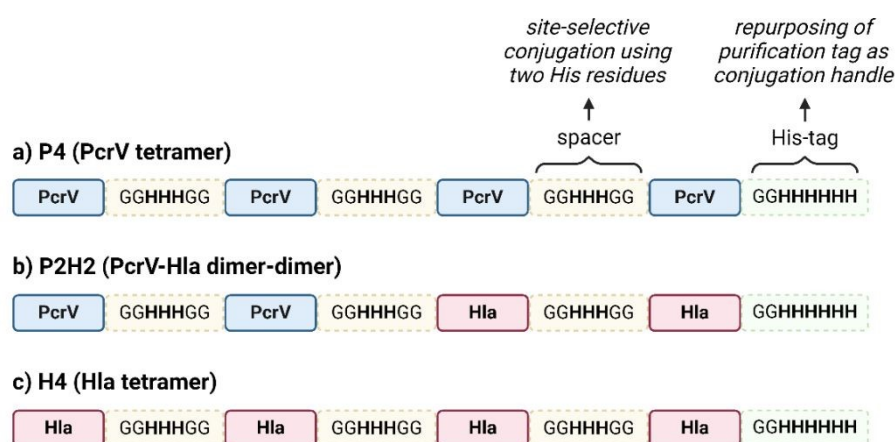 site-selective conjugation using two His residues
repurposing of purification tag as conjugation handle
spacer
His-tag
a) P4 (PcrV tetramer)
PcrV GGHHHGG PcrV GGHHHGG PcrV GGHHHGG PcrV GGHHHHHH
b) P2H2 (PcrV-Hla dimer-dimer)
PcrV GGHHHGG PcrV GGHHHGG Hla GGHHHGG Hla GGHHHHHH
c) H4 (Hla tetramer)
Hla GGHHHGG Hla GGHHHGG Hla GGHHHGG Hla GGHHHHHH